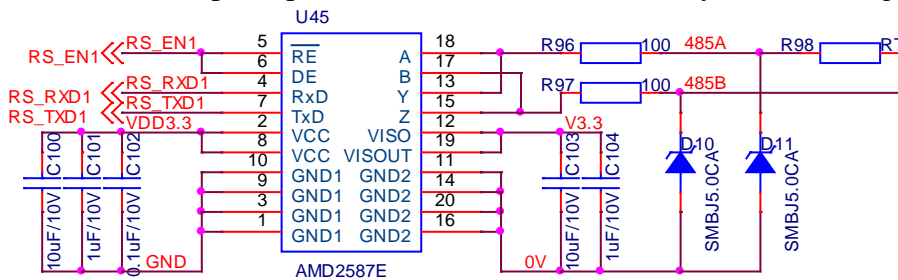 U45
RS_EN1
RS_EN1
RS_RXD1
RS_RXD1
RS_TXD1
RS_TXD1
VDD3.3
5
6
4
7
2
8
10
9
3
1
RE
DE
RxD
TxD
VCC
VCC
GND1
GND1
GND1
GND1
A
B
Y
Z
VISO
VISOUT
GND2
GND2
GND2
GND2
18
17
13
15
12
19
11
14
20
16
AMD2587E
R96 100 485A R98
R97 100 485B
V3.3
C100
10uF/10V
C101
1uF/10V
C102
0.1uF/10V
GND
C103
10uF/10V
C104
1uF/10V
0V
D10
SMBJ5.0CA
D11
SMBJ5.0CA